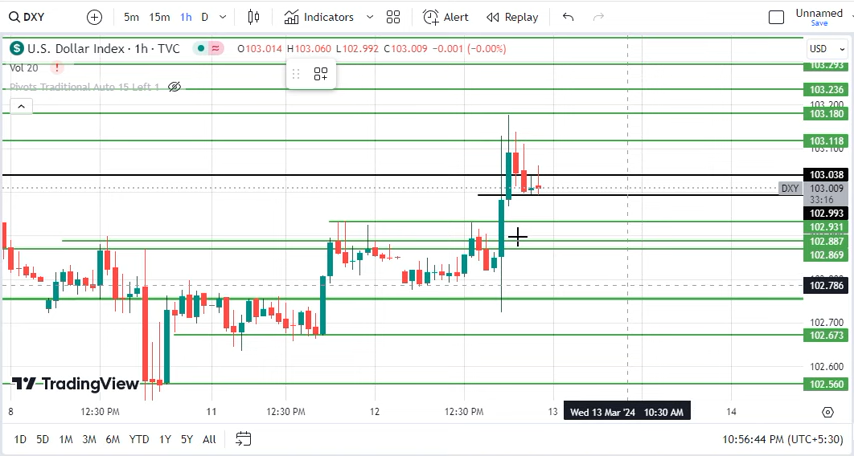 DXY 5m 15m 1h D Indicators Alert Replay Unnamed
Save
U.S. Dollar Index · 1h · TVC O103.014 H103.060 L102.992 C103.009 -0.001 (-0.00%) USD
Vol 20 !
Pivots Traditional Auto 15 Left 1
103.293
103.236
103.200
103.180
103.118
103.100
103.038
DXY 103.009
33:16
102.993
102.931
102.887
102.869
102.786
102.700
102.673
102.600
102.560
TradingView
8 12:30 PM 11 12:30 PM 12 12:30 PM 13 Wed 13 Mar '24 10:30 AM 14
1D 5D 1M 3M 6M YTD 1Y 5Y All 10:56:44 PM (UTC+5:30)